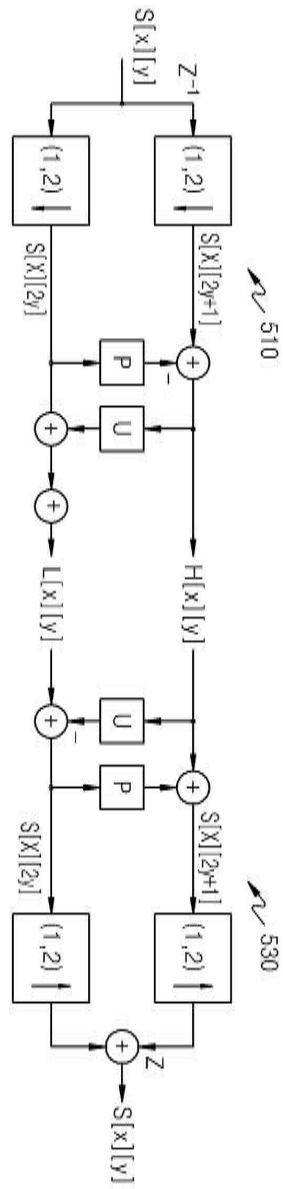 510
530
Z⁻¹
(1,2)
S[X][2y+1]
+
−
H[x][y]
+
S[X][2y+1]
(1,2)
Z
S[x][y]
P
U
U
P
+
S[x][y]
(1,2)
S[X][2y]
+
+
L[x][y]
+
−
S[X][2y]
(1,2)